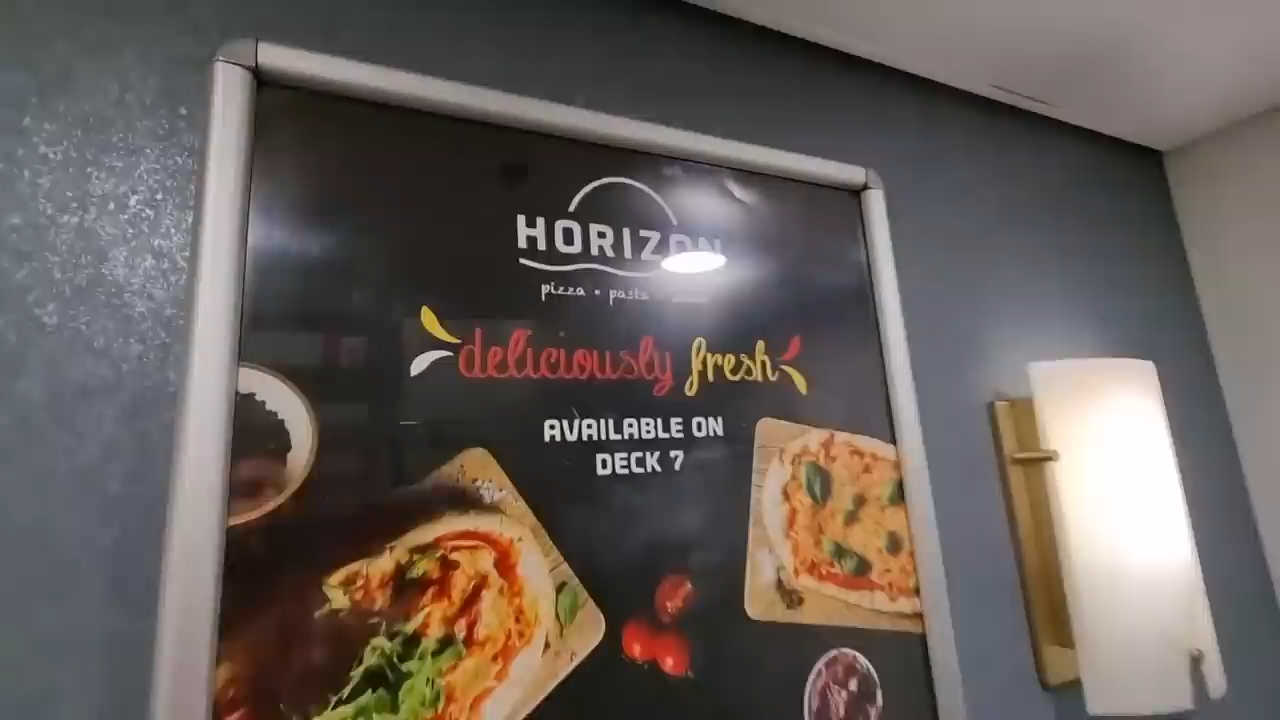 HORIZON
pizza • pasta
deliciously fresh
AVAILABLE ON
DECK 7